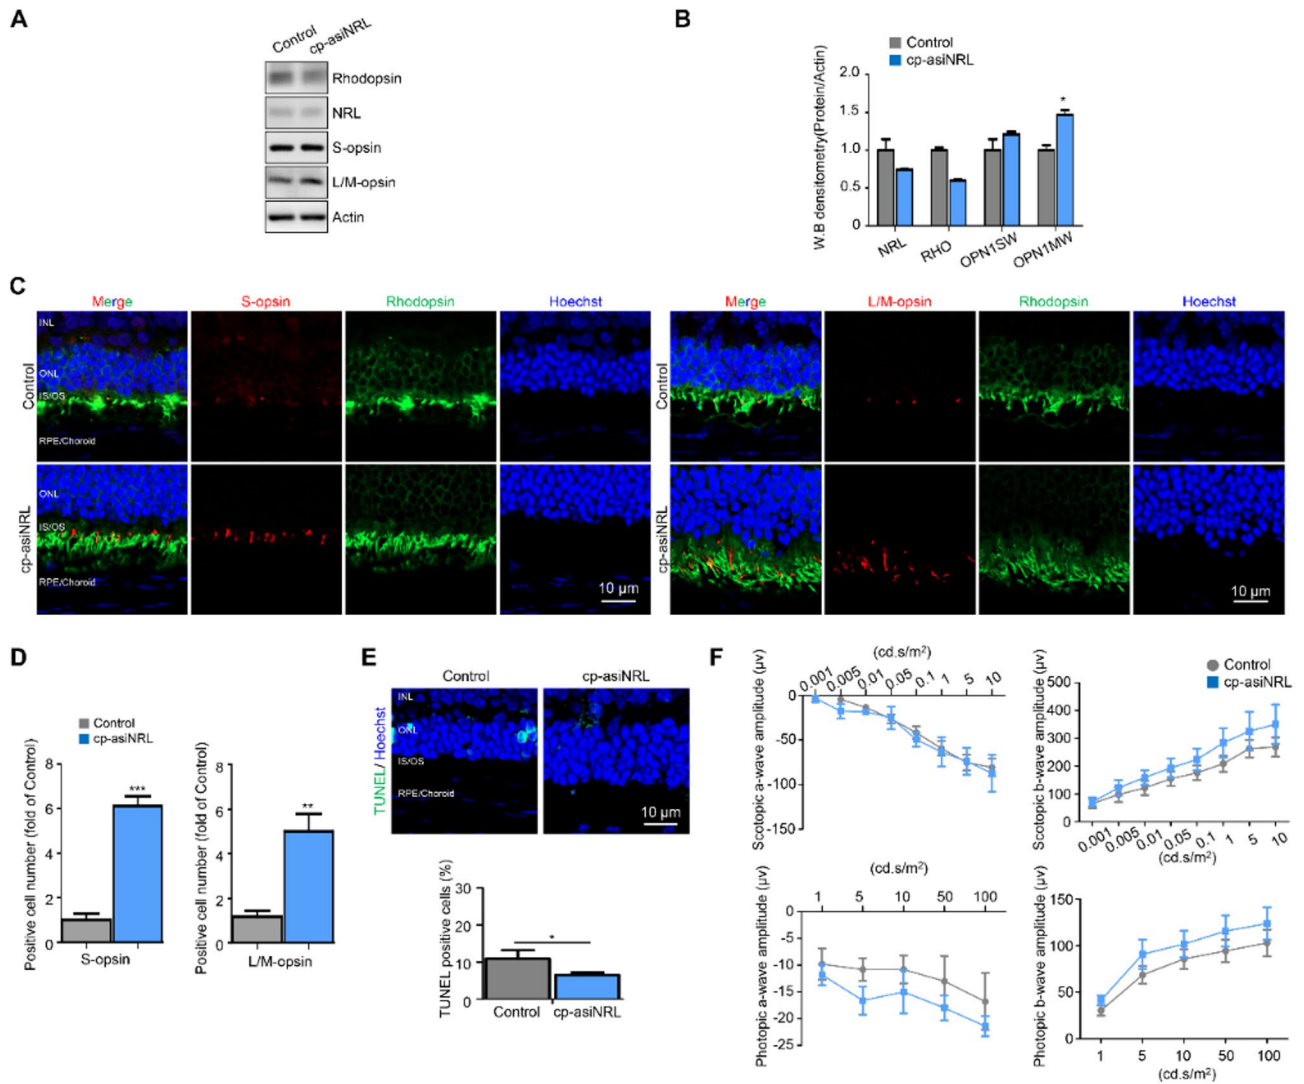 A
Control
cp-asiNRL
Rhodopsin
NRL
S-opsin
L/M-opsin
Actin
B
Control
cp-asiNRL
W.B densitometry(Protein/Actin)
2.0
1.5
1.0
0.5
0
*
NRL
RHO
OPN1SW
OPN1MW
C
Merge
S-opsin
Rhodopsin
Hoechst
Merge
L/M-opsin
Rhodopsin
Hoechst
Control
INL
ONL
IS/OS
RPE/Choroid
Control
cp-asiNRL
ONL
IS/OS
RPE/Choroid
10 µm
cp-asiNRL
10 µm
D
Control
cp-asiNRL
Positive cell number (fold of Control)
8
6
4
2
0
***
S-opsin
Positive cell number (fold of Control)
8
6
4
2
0
**
L/M-opsin
E
Control
cp-asiNRL
TUNEL/ Hoechst
INL
ONL
IS/OS
RPE/Choroid
10 µm
TUNEL positive cells (%)
30
20
10
0
*
Control
cp-asiNRL
F
(cd.s/m²)
0.001
0.005
0.01
0.05
0.1
1
5
10
Scotopic a-wave amplitude (µv)
0
-50
-100
-150
Control
cp-asiNRL
Scotopic b-wave amplitude (µv)
500
400
300
200
100
0
0.001
0.005
0.01
0.05
0.1
1
5
10
(cd.s/m²)
(cd.s/m²)
1
5
10
50
100
Photopic a-wave amplitude (µv)
0
-5
-10
-15
-20
-25
Photopic b-wave amplitude (µv)
150
100
50
0
1
5
10
50
100
(cd.s/m²)